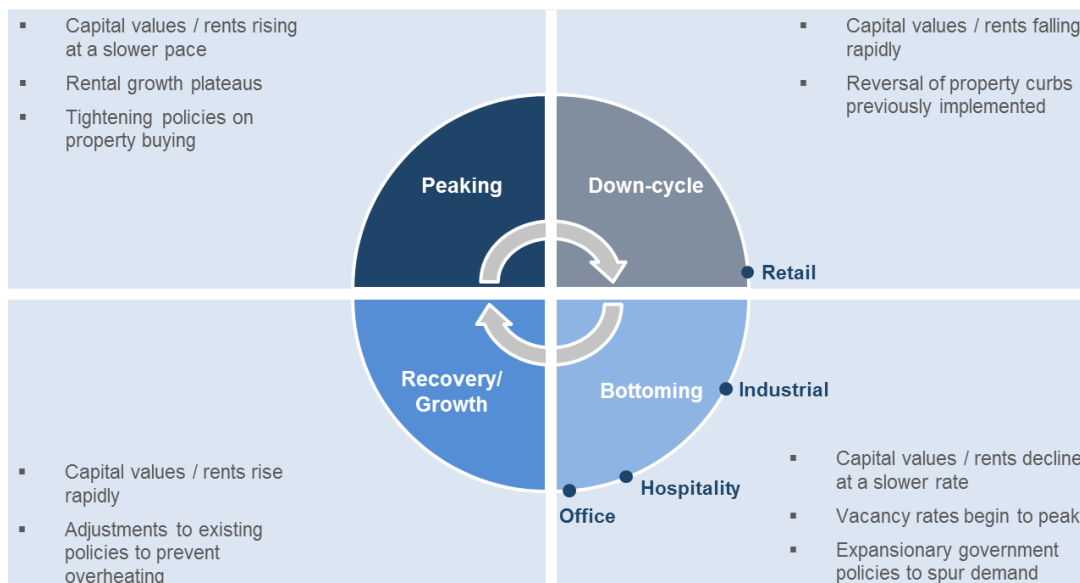 ▪ Capital values / rents rising
at a slower pace
▪ Rental growth plateaus
▪ Tightening policies on
property buying
▪ Capital values / rents falling
rapidly
▪ Reversal of property curbs
previously implemented
Peaking
Down-cycle
Retail
Recovery/
Growth
Bottoming
Industrial
Hospitality
Office
▪ Capital values / rents rise
rapidly
▪ Adjustments to existing
policies to prevent
overheating
▪ Capital values / rents decline
at a slower rate
▪ Vacancy rates begin to peak
▪ Expansionary government
policies to spur demand